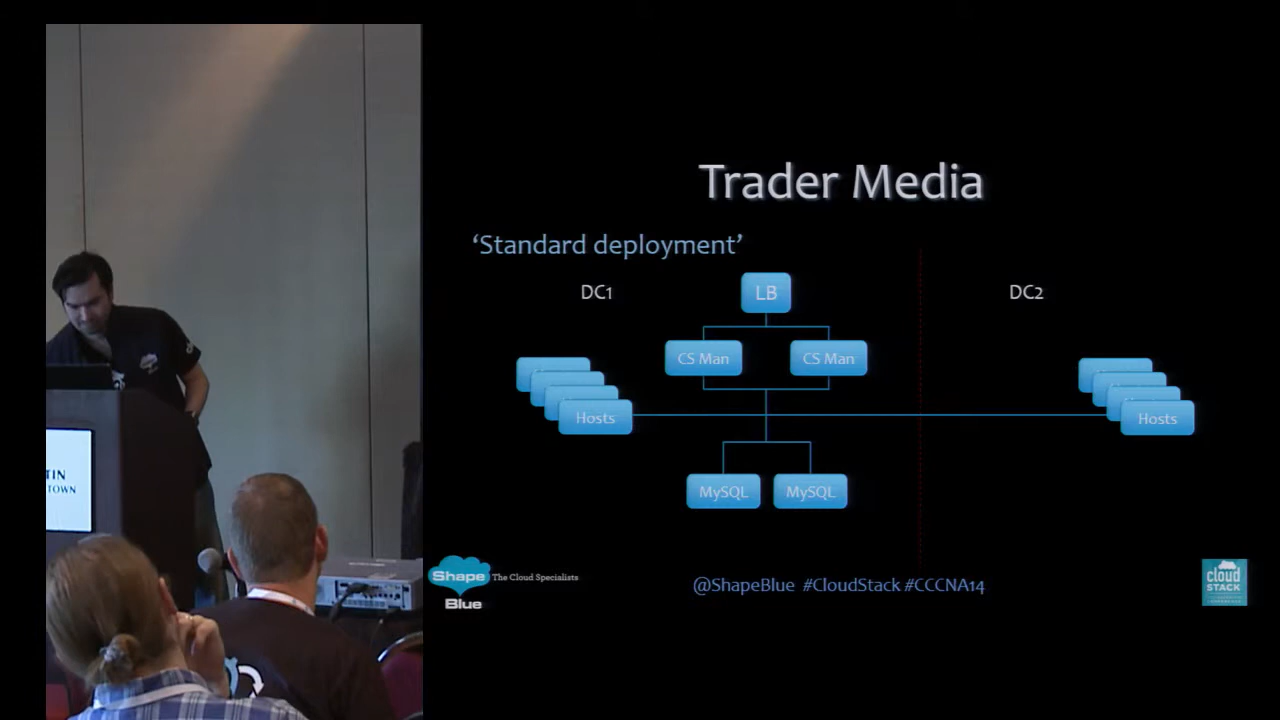 Trader Media
‘Standard deployment’
DC1
LB
DC2
CS Man
CS Man
Hosts
Hosts
MySQL
MySQL
Shape
Blue
The Cloud Specialists
@ShapeBlue #CloudStack #CCCNA14
cloud
STACK
TIN
TOWN